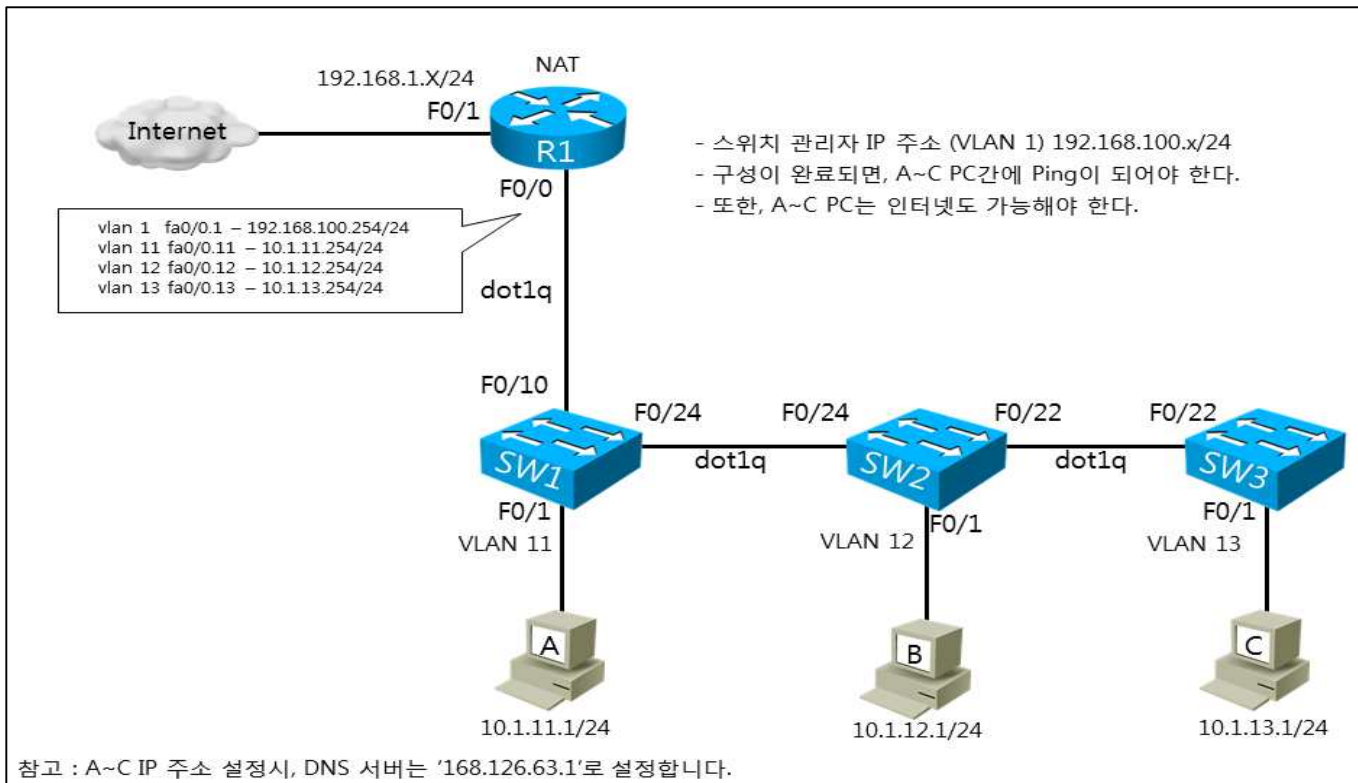 NAT
192.168.1.X/24
F0/1
Internet
R1
F0/0
- 스위치 관리자 IP 주소 (VLAN 1) 192.168.100.x/24
- 구성이 완료되면, A~C PC간에 Ping이 되어야 한다.
- 또한, A~C PC는 인터넷도 가능해야 한다.
vlan 1 fa0/0.1 – 192.168.100.254/24
vlan 11 fa0/0.11 – 10.1.11.254/24
vlan 12 fa0/0.12 – 10.1.12.254/24
vlan 13 fa0/0.13 – 10.1.13.254/24
dot1q
F0/10
F0/24
F0/24
F0/22
F0/22
SW1
dot1q
SW2
dot1q
SW3
F0/1
F0/1
F0/1
VLAN 11
VLAN 12
VLAN 13
A
B
C
10.1.11.1/24
10.1.12.1/24
10.1.13.1/24
참고 : A~C IP 주소 설정시, DNS 서버는 '168.126.63.1'로 설정합니다.